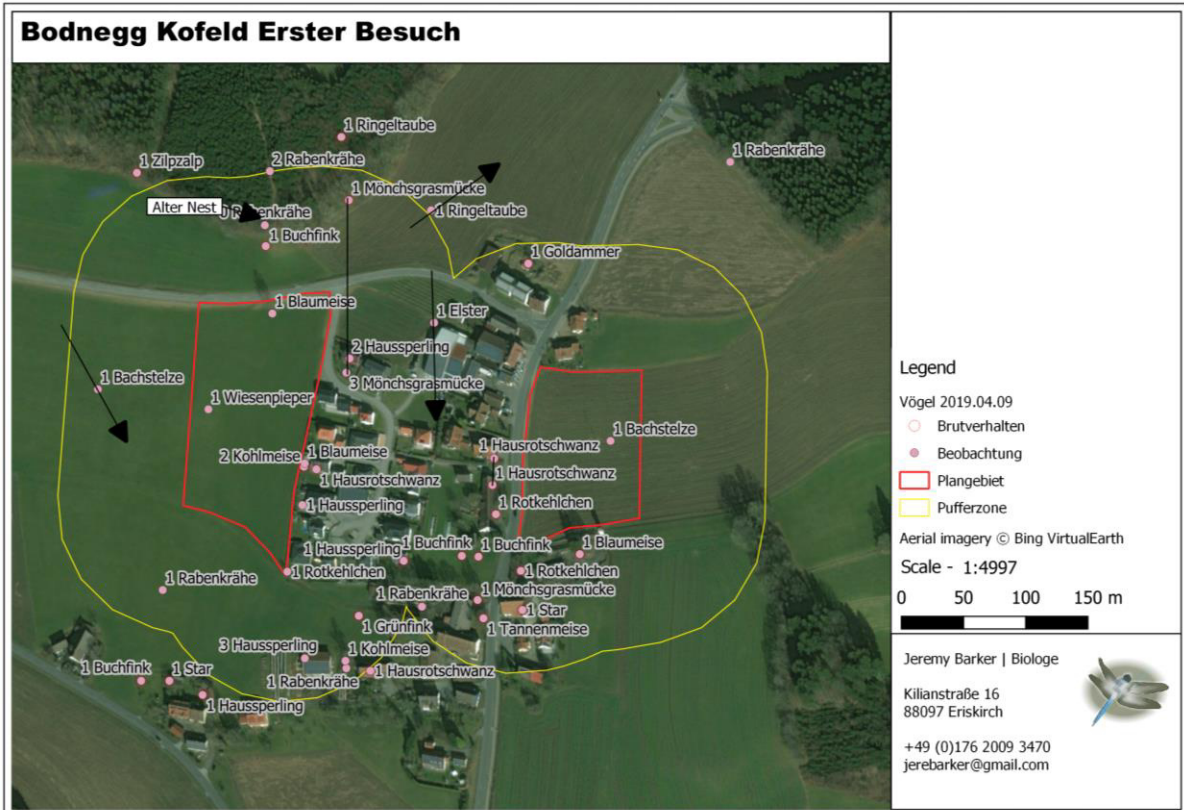 Bodnegg Kofeld Erster Besuch
1 Ringeltaube
1 Rabenkrähe
1 Zilpzalp
2 Rabenkrähe
1 Mönchsgrasmücke
Alter Nest
Rabenkrähe
1 Ringeltaube
1 Buchfink
1 Goldammer
1 Blaumeise
1 Elster
2 Haussperling
1 Bachstelze
3 Mönchsgrasmücke
1 Wiesenpieper
1 Bachstelze
1 Hausrotschwanz
2 Kohlmeise
1 Blaumeise
1 Hausrotschwanz
1 Hausrotschwanz
1 Haussperling
1 Rotkehlchen
1 Haussperling
1 Buchfink
1 Buchfink
1 Blaumeise
1 Rotkehlchen
1 Rotkehlchen
1 Rabenkrähe
1 Rabenkrähe
1 Mönchsgrasmücke
1 Star
1 Grünfink
1 Tannenmeise
3 Haussperling
1 Kohlmeise
1 Buchfink
1 Star
1 Rabenkrähe
1 Hausrotschwanz
1 Haussperling
Legend
Vögel 2019.04.09
Brutverhalten
Beobachtung
Plangebiet
Pufferzone
Aerial imagery © Bing VirtualEarth
Scale - 1:4997
0 50 100 150 m
Jeremy Barker | Biologe
Kilianstraße 16
88097 Eriskirch
+49 (0)176 2009 3470
jerebarker@gmail.com